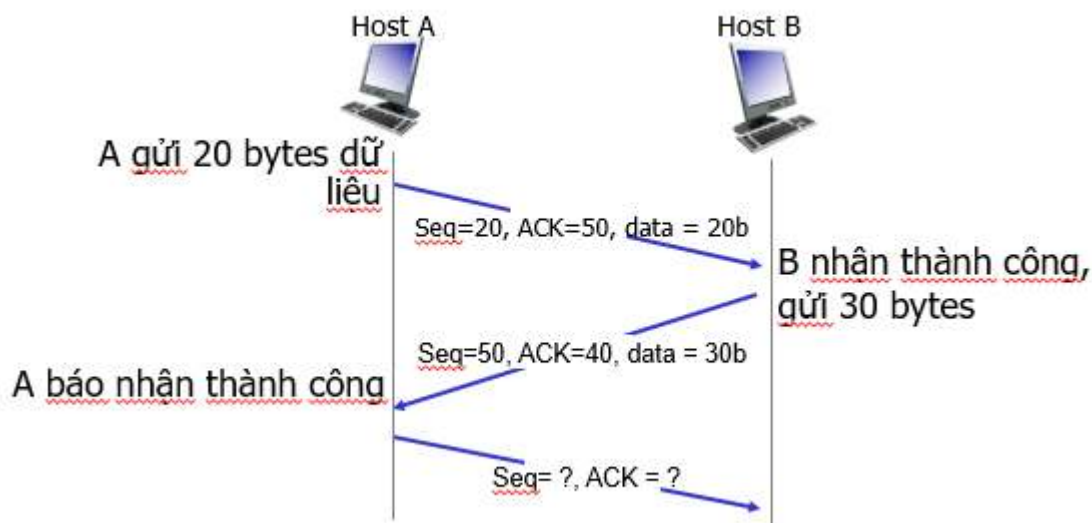 Host A
Host B
A gửi 20 bytes dữ
liệu
Seq=20, ACK=50, data = 20b
B nhận thành công,
gửi 30 bytes
Seq=50, ACK=40, data = 30b
A báo nhận thành công
Seq= ?, ACK = ?